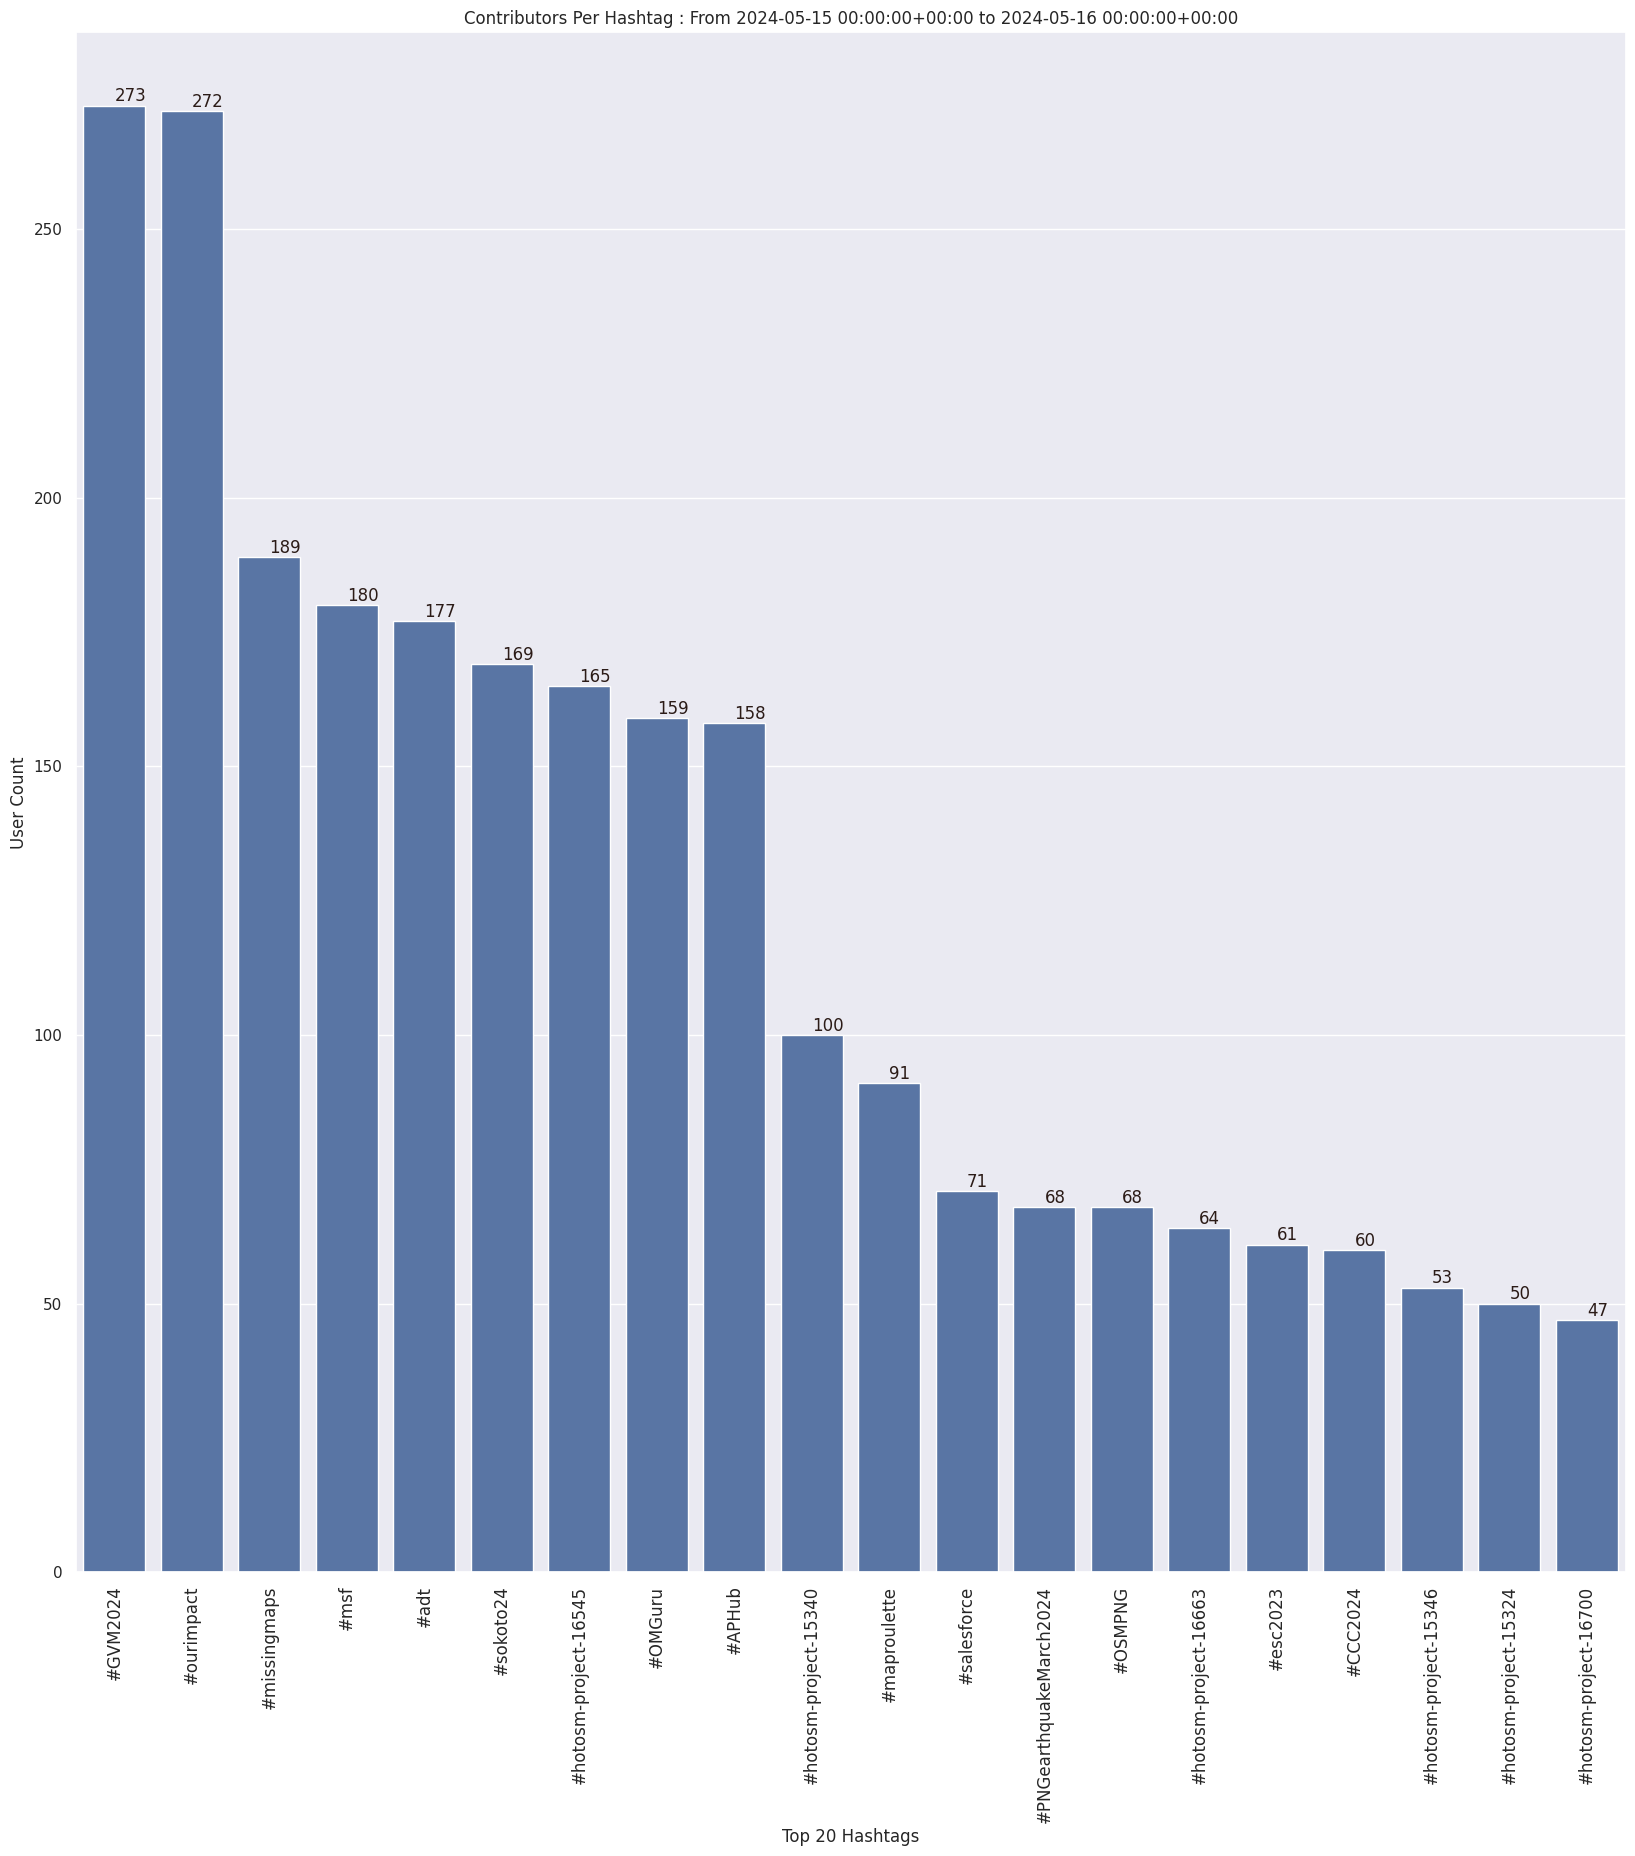 Contributors Per Hashtag : From 2024-05-15 00:00:00+00:00 to 2024-05-16 00:00:00+00:00
User Count
250
200
150
100
50
0
273
272
189
180
177
169
165
159
158
100
91
71
68
68
64
61
60
53
50
47
#GVM2024
#ourimpact
#missingmaps
#msf
#adt
#sokoto24
#hotosm-project-16545
#OMGuru
#APHub
#hotosm-project-15340
#maproulette
#salesforce
#PNGearthquakeMarch2024
#OSMPNG
#hotosm-project-16663
#esc2023
#CCC2024
#hotosm-project-15346
#hotosm-project-15324
#hotosm-project-16700
Top 20 Hashtags